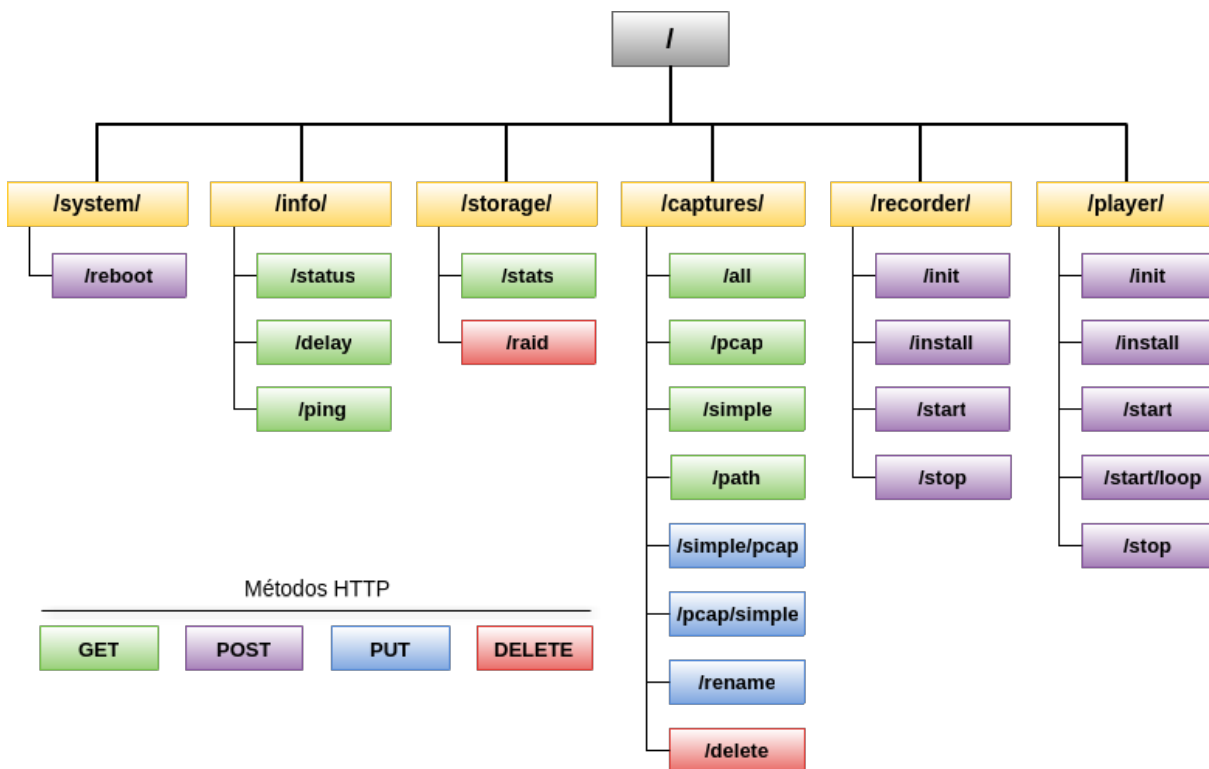 /
/system/
/info/
/storage/
/captures/
/recorder/
/player/
/reboot
/status
/stats
/all
/init
/init
/delay
/raid
/pcap
/install
/install
/ping
/simple
/start
/start
/path
/stop
/start/loop
/simple/pcap
/stop
Métodos HTTP
/pcap/simple
GET
POST
PUT
DELETE
/rename
/delete